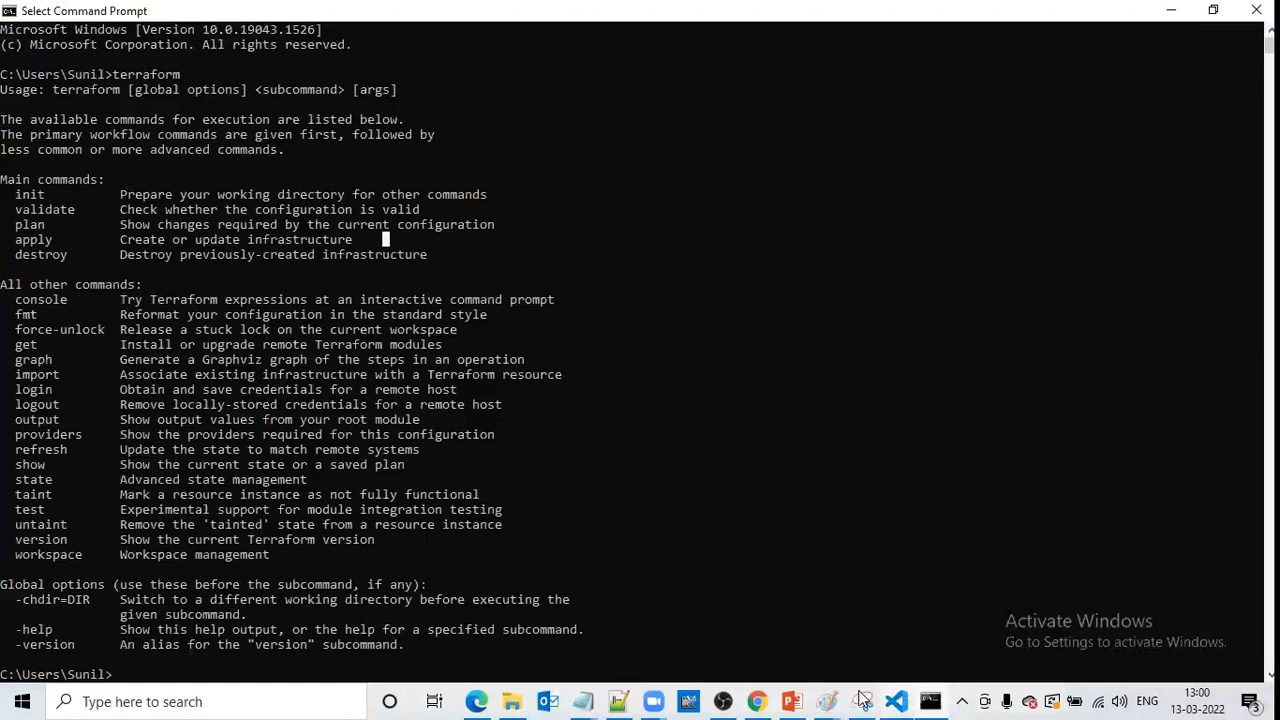 Select Command Prompt
Microsoft Windows [Version 10.0.19043.1526]
(c) Microsoft Corporation. All rights reserved.
C:\Users\Sunil>terraform
Usage: terraform [global options] <subcommand> [args]
The available commands for execution are listed below.
The primary workflow commands are given first, followed by
less common or more advanced commands.
Main commands:
init Prepare your working directory for other commands
validate Check whether the configuration is valid
plan Show changes required by the current configuration
apply Create or update infrastructure
destroy Destroy previously-created infrastructure
All other commands:
console Try Terraform expressions at an interactive command prompt
fmt Reformat your configuration in the standard style
force-unlock Release a stuck lock on the current workspace
get Install or upgrade remote Terraform modules
graph Generate a Graphviz graph of the steps in an operation
import Associate existing infrastructure with a Terraform resource
login Obtain and save credentials for a remote host
logout Remove locally-stored credentials for a remote host
output Show output values from your root module
providers Show the providers required for this configuration
refresh Update the state to match remote systems
show Show the current state or a saved plan
state Advanced state management
taint Mark a resource instance as not fully functional
test Experimental support for module integration testing
untaint Remove the 'tainted' state from a resource instance
version Show the current Terraform version
workspace Workspace management
Global options (use these before the subcommand, if any):
-chdir=DIR Switch to a different working directory before executing the
given subcommand.
-help Show this help output, or the help for a specified subcommand.
-version An alias for the "version" subcommand.
C:\Users\Sunil>
Activate Windows
Go to Settings to activate Windows.
Type here to search
ENG
13:00
13-03-2022
3